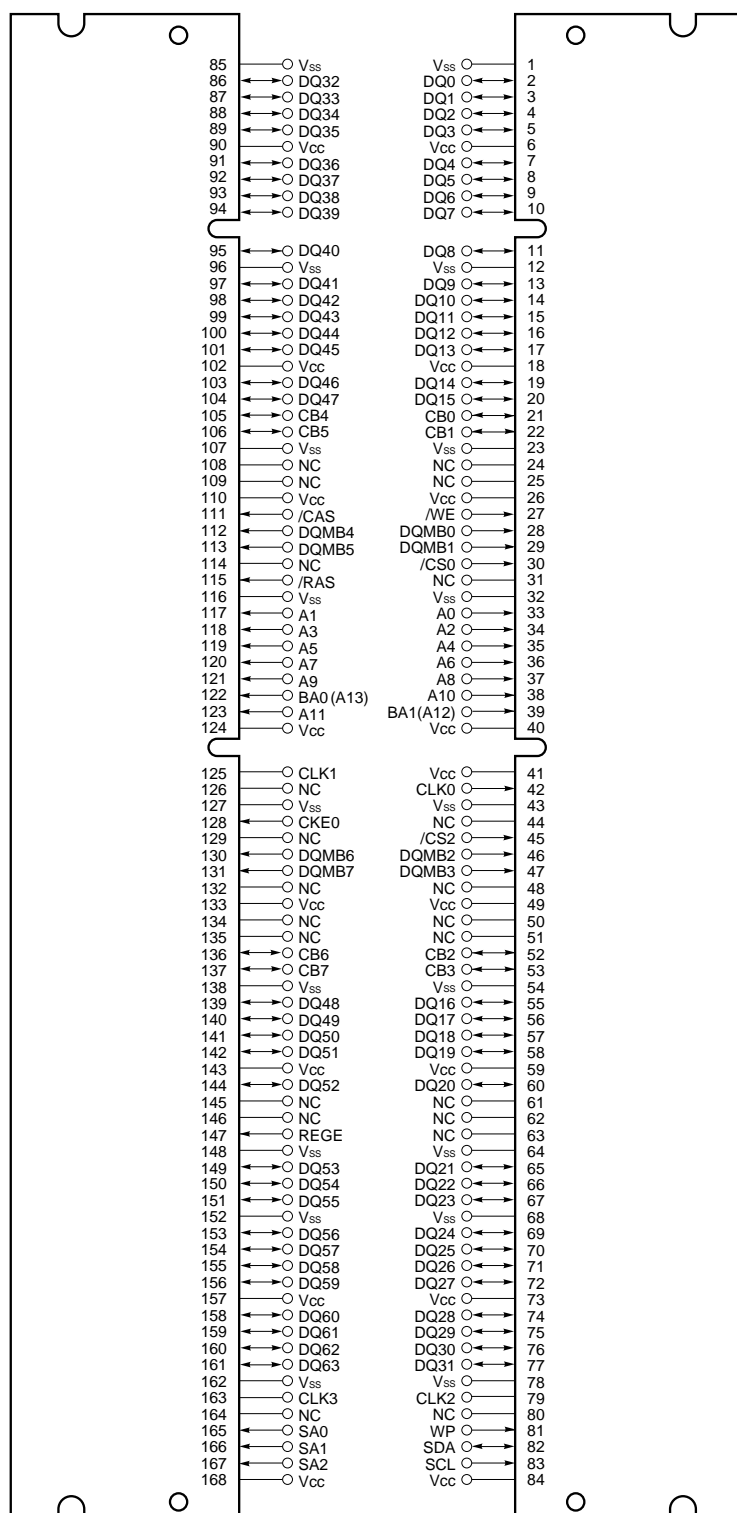 85 Vss Vss 1
86 DQ32 DQ0 2
87 DQ33 DQ1 3
88 DQ34 DQ2 4
89 DQ35 DQ3 5
90 Vcc Vcc 6
91 DQ36 DQ4 7
92 DQ37 DQ5 8
93 DQ38 DQ6 9
94 DQ39 DQ7 10
95 DQ40 DQ8 11
96 Vss Vss 12
97 DQ41 DQ9 13
98 DQ42 DQ10 14
99 DQ43 DQ11 15
100 DQ44 DQ12 16
101 DQ45 DQ13 17
102 Vcc Vcc 18
103 DQ46 DQ14 19
104 DQ47 DQ15 20
105 CB4 CB0 21
106 CB5 CB1 22
107 Vss Vss 23
108 NC NC 24
109 NC NC 25
110 Vcc Vcc 26
111 /CAS /WE 27
112 DQMB4 DQMB0 28
113 DQMB5 DQMB1 29
114 NC /CS0 30
115 /RAS NC 31
116 Vss Vss 32
117 A1 A0 33
118 A3 A2 34
119 A5 A4 35
120 A7 A6 36
121 A9 A8 37
122 BA0 (A13) A10 38
123 A11 BA1(A12) 39
124 Vcc Vcc 40
125 CLK1 Vcc 41
126 NC CLK0 42
127 Vss Vss 43
128 CKE0 NC 44
129 NC /CS2 45
130 DQMB6 DQMB2 46
131 DQMB7 DQMB3 47
132 NC NC 48
133 Vcc Vcc 49
134 NC NC 50
135 NC NC 51
136 CB6 CB2 52
137 CB7 CB3 53
138 Vss Vss 54
139 DQ48 DQ16 55
140 DQ49 DQ17 56
141 DQ50 DQ18 57
142 DQ51 DQ19 58
143 Vcc Vcc 59
144 DQ52 DQ20 60
145 NC NC 61
146 NC NC 62
147 REGE NC 63
148 Vss Vss 64
149 DQ53 DQ21 65
150 DQ54 DQ22 66
151 DQ55 DQ23 67
152 Vss Vss 68
153 DQ56 DQ24 69
154 DQ57 DQ25 70
155 DQ58 DQ26 71
156 DQ59 DQ27 72
157 Vcc Vcc 73
158 DQ60 DQ28 74
159 DQ61 DQ29 75
160 DQ62 DQ30 76
161 DQ63 DQ31 77
162 Vss Vss 78
163 CLK3 CLK2 79
164 NC NC 80
165 SA0 WP 81
166 SA1 SDA 82
167 SA2 SCL 83
168 Vcc Vcc 84